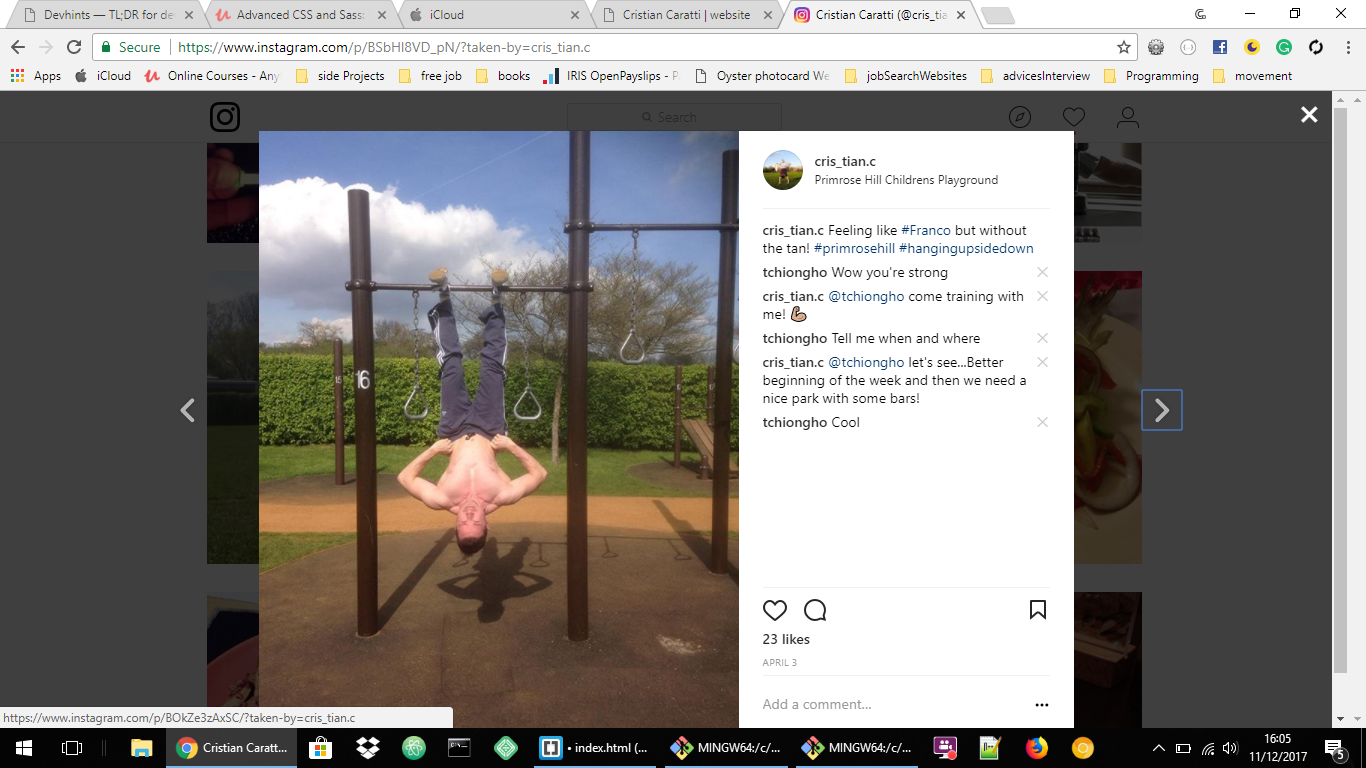 Devhints — TL;DR for de
Advanced CSS and Sass:
iCloud
Cristian Caratti | website
Cristian Caratti (@cris_tia
Secure
https://www.instagram.com/p/BSbHI8VD_pN/?taken-by=cris_tian.c
Apps
iCloud
Online Courses - Any
side Projects
free job
books
IRIS OpenPayslips - P
Oyster photocard We
jobSearchWebsites
advicesInterview
Programming
movement
Search
16
15
cris_tian.c
Primrose Hill Childrens Playground
cris_tian.c Feeling like #Franco but without
the tan! #primrosehill #hangingupsidedown
tchiongho Wow you're strong
cris_tian.c @tchiongho come training with
me! 💪🏼
tchiongho Tell me when and where
cris_tian.c @tchiongho let's see...Better
beginning of the week and then we need a
nice park with some bars!
tchiongho Cool
23 likes
APRIL 3
Add a comment...
https://www.instagram.com/p/BOkZe3zAxSC/?taken-by=cris_tian.c
Cristian Caratt...
• index.html (...
MINGW64:/c/...
MINGW64:/c/...
16:05
11/12/2017
5